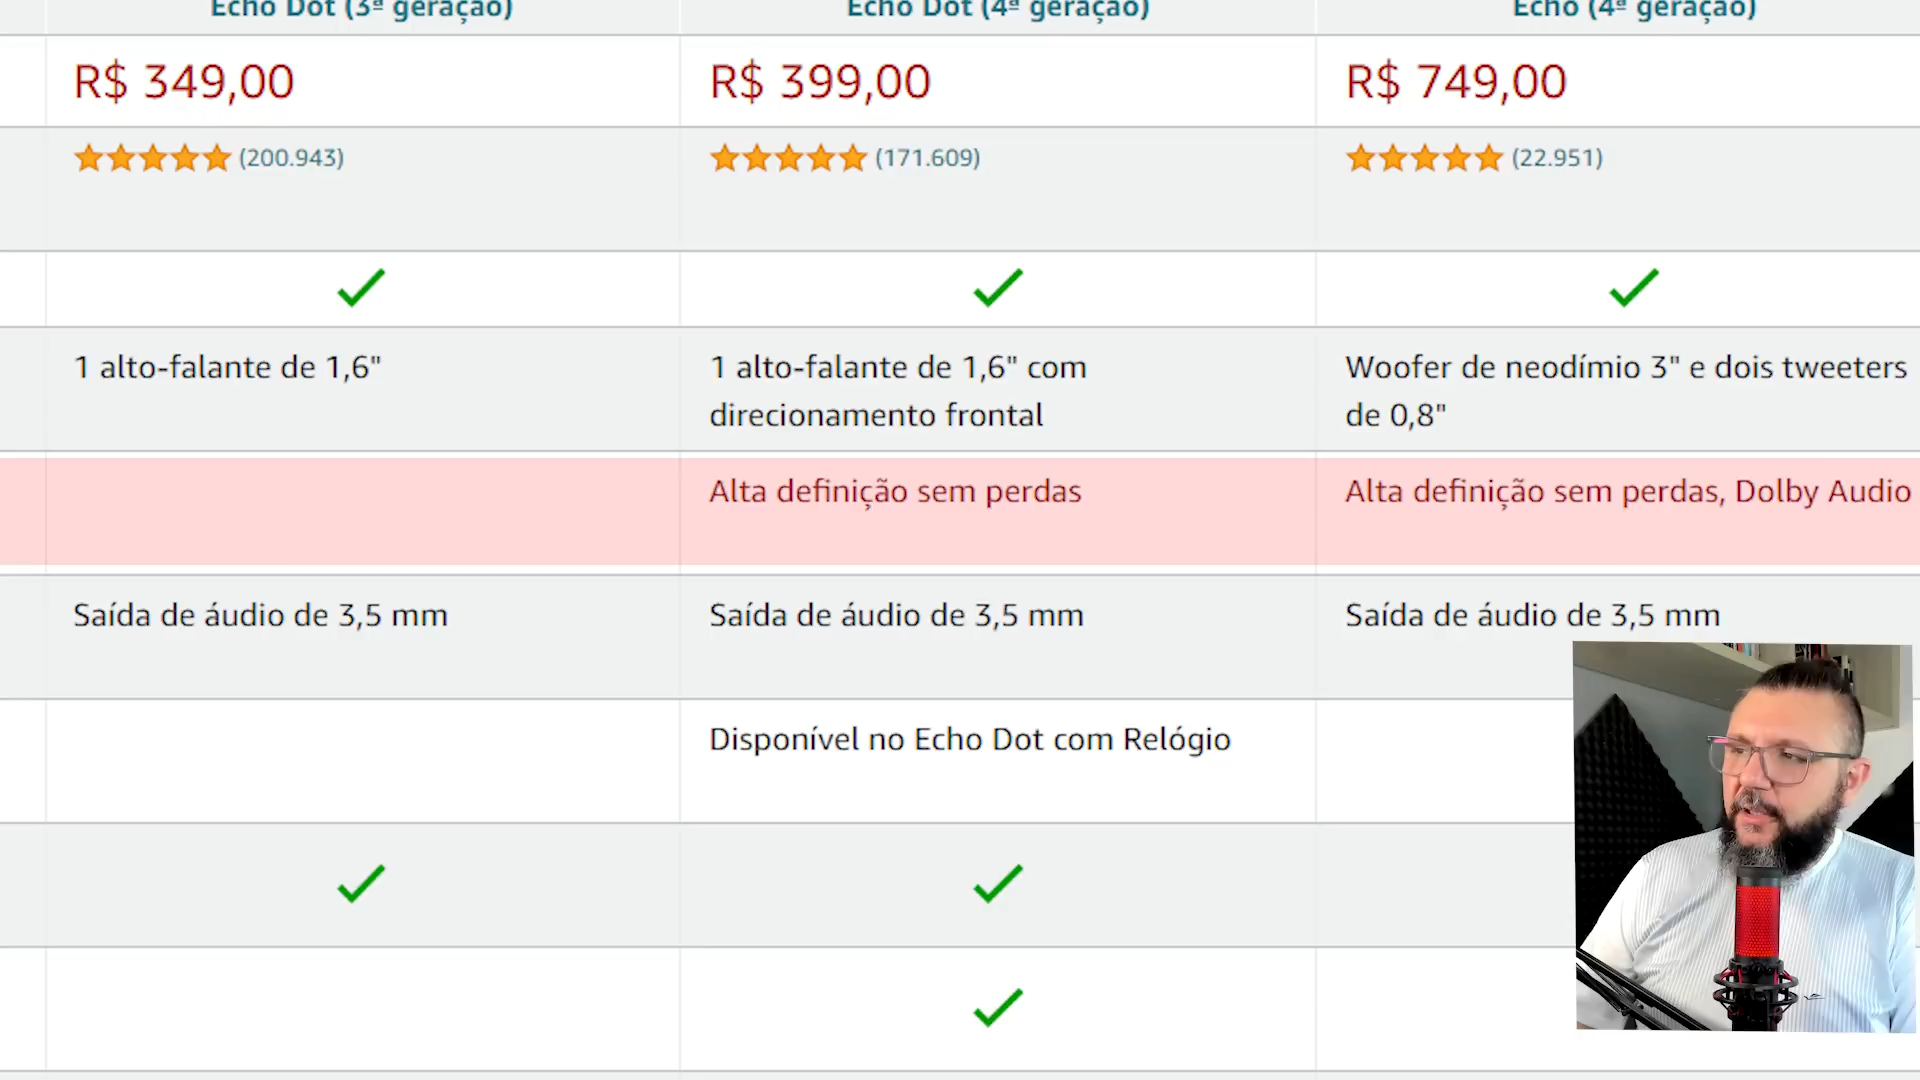 Echo Dot (3ª geração) Echo Dot (4ª geração) Echo (4ª geração)
R$ 349,00 R$ 399,00 R$ 749,00
(200.943) (171.609) (22.951)
1 alto-falante de 1,6" 1 alto-falante de 1,6" com Woofer de neodímio 3" e dois tweeters
direcionamento frontal de 0,8"
Alta definição sem perdas Alta definição sem perdas, Dolby Audio
Saída de áudio de 3,5 mm Saída de áudio de 3,5 mm Saída de áudio de 3,5 mm
Disponível no Echo Dot com Relógio